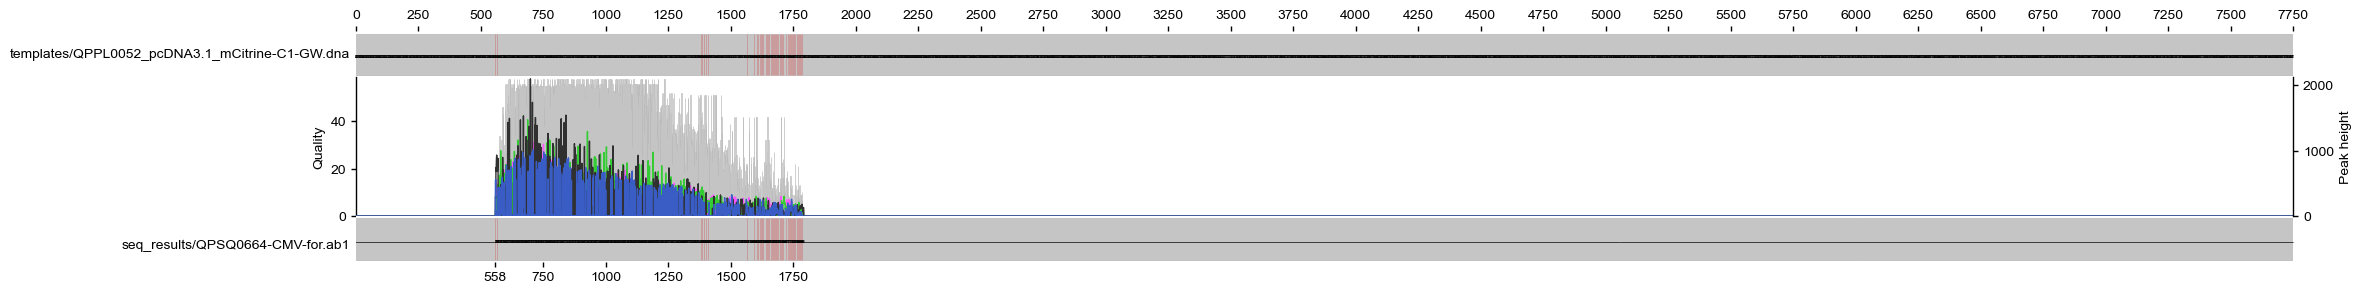 0 250 500 750 1000 1250 1500 1750 2000 2250 2500 2750 3000 3250 3500 3750 4000 4250 4500 4750 5000 5250 5500 5750 6000 6250 6500 6750 7000 7250 7500 7750
templates/QPPL0052_pcDNA3.1_mCitrine-C1-GW.dna
Quality
40
20
0
2000
1000
0
Peak height
seq_results/QPSQ0664-CMV-for.ab1
558 750 1000 1250 1500 1750